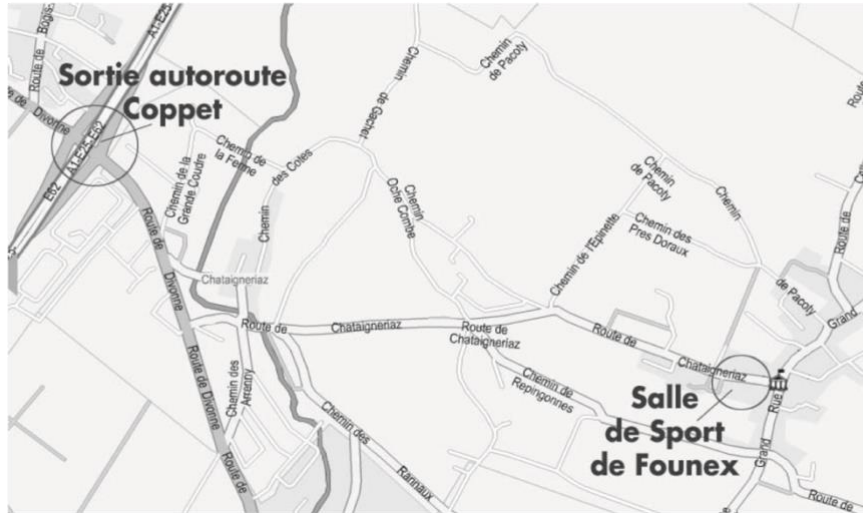 A1-E25-
Route de
Bogis-
Sortie autoroute
Coppet
Divonne
A1-E25-E62
E62
Chemin
de Gachet
Chemin
de Pacoty
Route
Chemin de
la Ferme
Chemin de la
Grande Coudre
des Cotes
Chemin
Chemin
Oche Combe
Chemin
de Pacoty
Chemin
de Pacoty
Chemin de l'Epinette
Chemin des
Pres Doraux
Route de
Grand
Route de
Divonne
Chataigneriaz
Route de
Chataigneriaz
Route de
Chataigneriaz
Route de
Chataigneriaz
Route de Divonne
Chemin des
Arrenny
Chemin de
Repingonnes
Rue
Grand
Salle
de Sport
de Founex
Chemin des
Rannaux
Route de
Route de